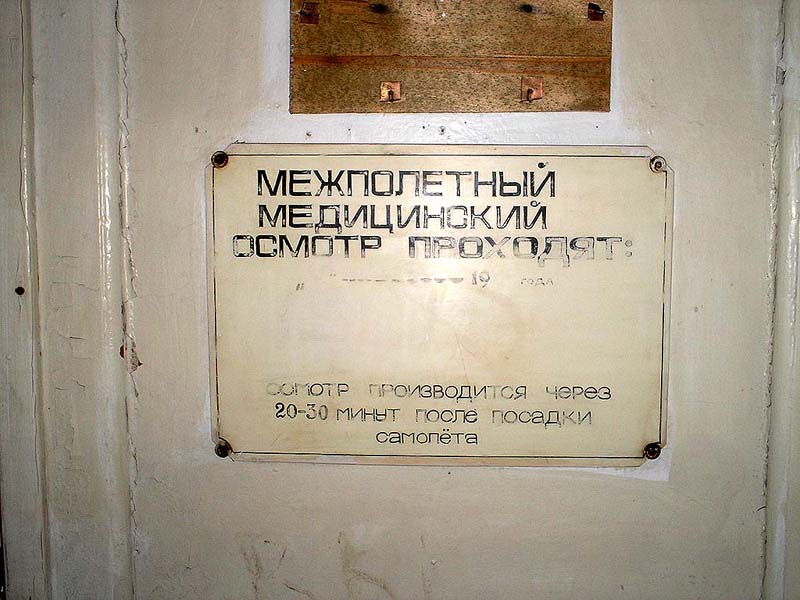 МЕЖПОЛЕТНЫЙ
МЕДИЦИНСКИЙ
ОСМОТР ПРОХОДЯТ:
„ “ 19 года
ОСМОТР ПРОИЗВОДИТСЯ ЧЕРЕЗ
20-30 МИНУТ ПОСЛЕ ПОСАДКИ
САМОЛЁТА